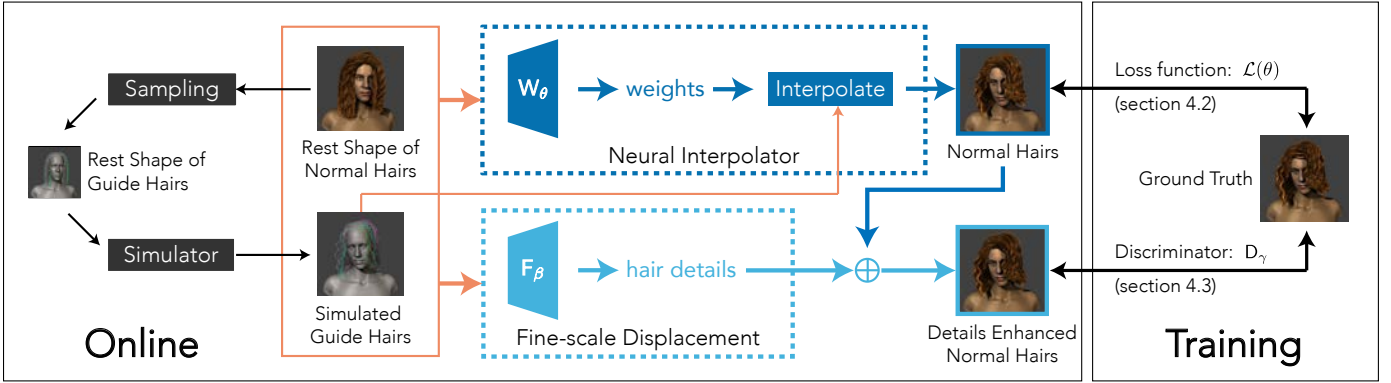 Sampling
Rest Shape of
Guide Hairs
Simulator
Online
Rest Shape of
Normal Hairs
Simulated
Guide Hairs
W_θ
weights
Interpolate
Neural Interpolator
Normal Hairs
F_β
hair details
Fine-scale Displacement
Details Enhanced
Normal Hairs
Loss function: ℒ(θ)
(section 4.2)
Ground Truth
Discriminator: D_γ
(section 4.3)
Training